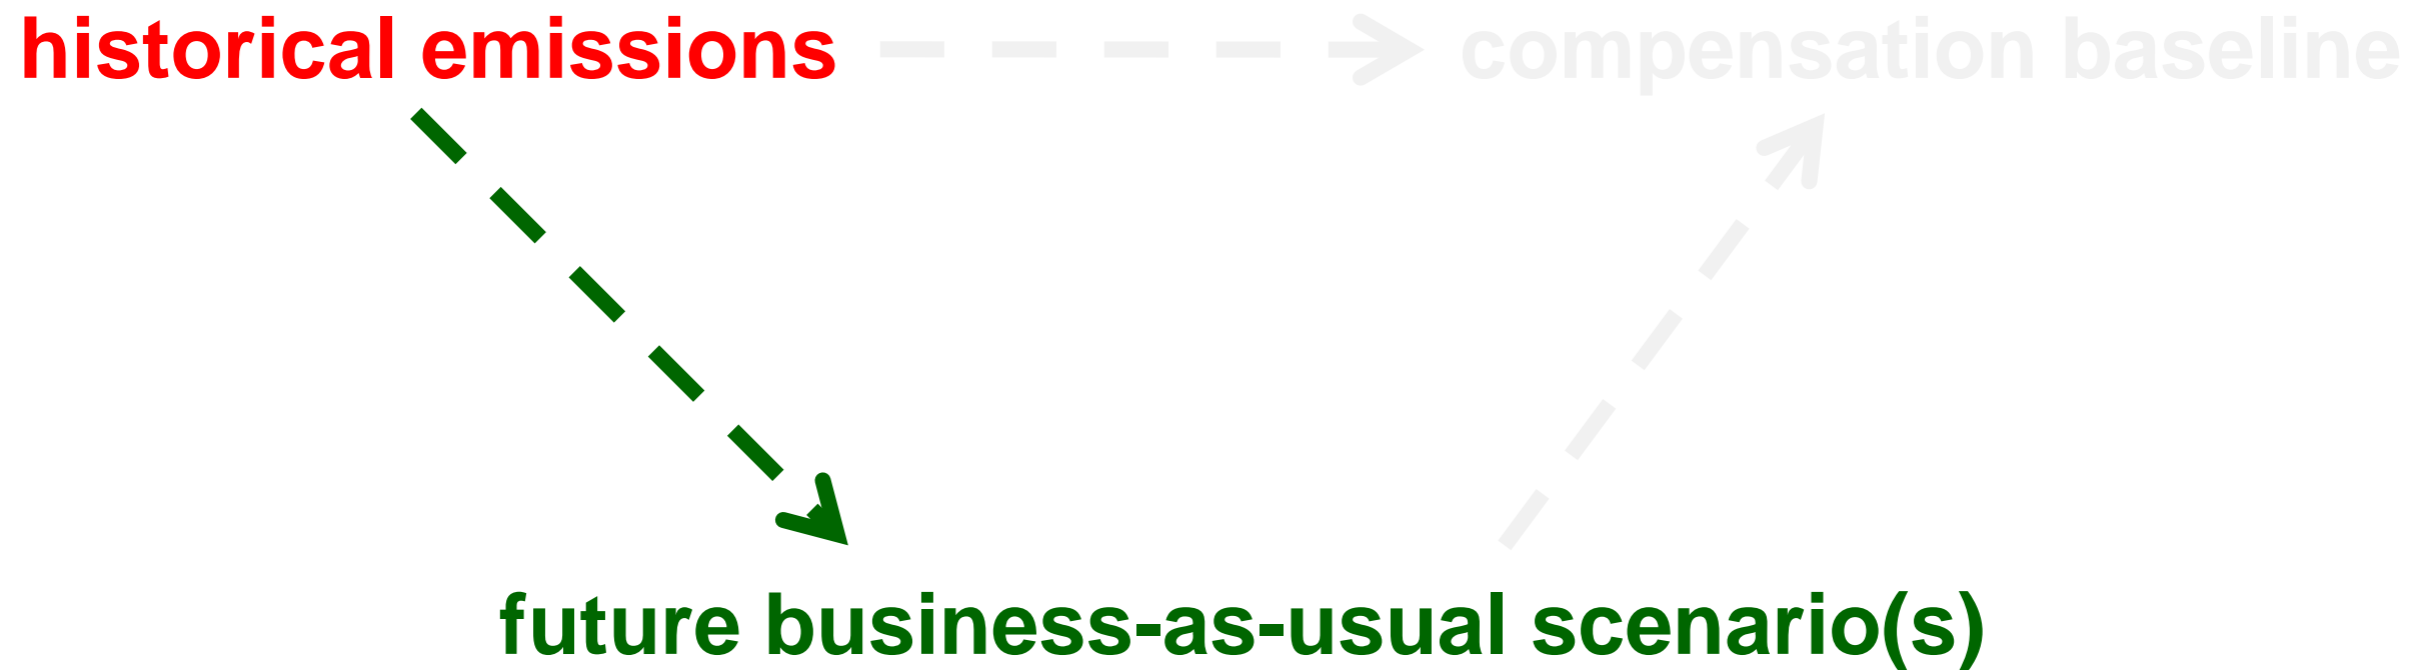 historical emissions compensation baseline
future business-as-usual scenario(s)